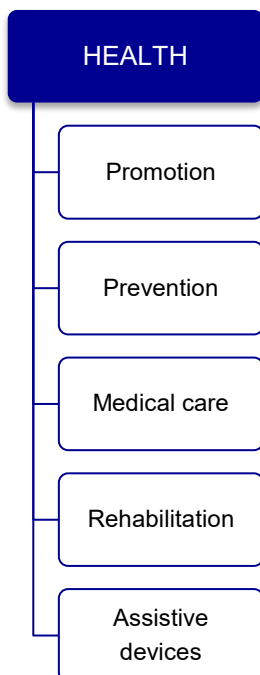 HEALTH
Promotion
Prevention
Medical care
Rehabilitation
Assistive
devices